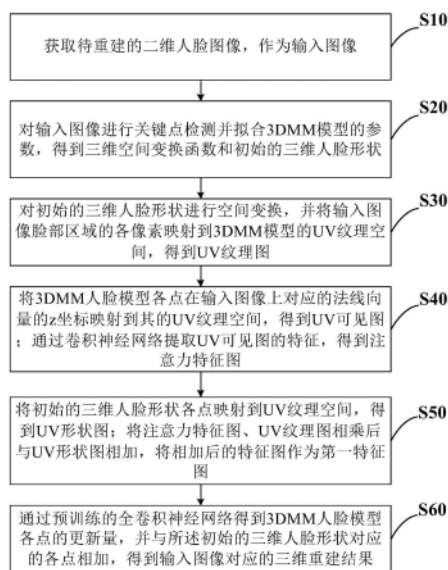 S10
获取待重建的二维人脸图像，作为输入图像
S20
对输入图像进行关键点检测并拟合3DMM模型的参
数，得到三维空间变换函数和初始的三维人脸形状
S30
对初始的三维人脸形状进行空间变换，并将输入图
像脸部区域的各像素映射到3DMM模型的UV纹理空
间，得到UV纹理图
S40
将3DMM人脸模型各点在输入图像上对应的法线向
量的z坐标映射到其的UV纹理空间，得到UV可见图
；通过卷积神经网络提取UV可见图的特征，得到注
意力特征图
S50
将初始的三维人脸形状各点映射到UV纹理空间，得
到UV形状图；将注意力特征图、UV纹理图相乘后
与UV形状图相加，将相加后的特征图作为第一特征
图
S60
通过预训练的全卷积神经网络得到3DMM人脸模型
各点的更新量，并与所述初始的三维人脸形状对应
的各点相加，得到输入图像对应的三维重建结果